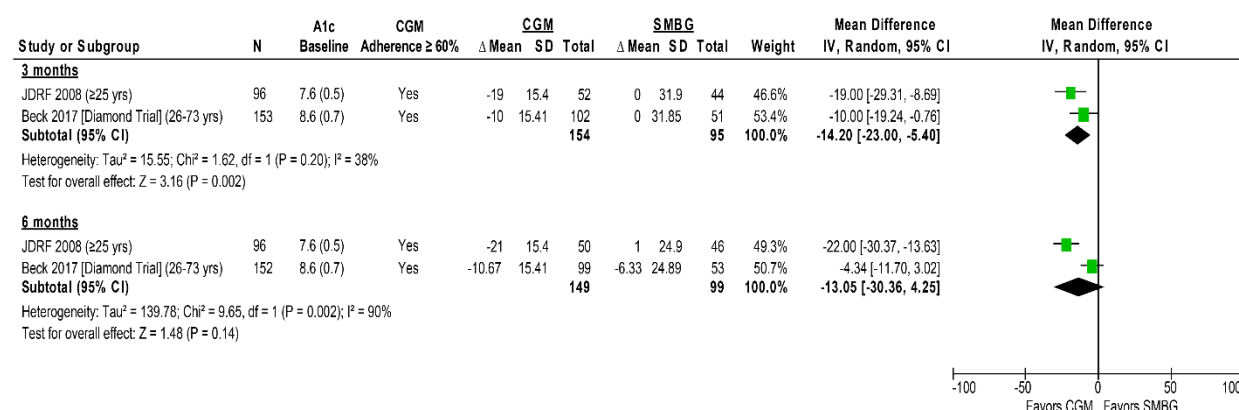 A1c CGM CGM SMBG Mean Difference Mean Difference
Study or Subgroup N Baseline Adherence ≥ 60% Δ Mean SD Total Δ Mean SD Total Weight IV, Random, 95% CI IV, Random, 95% CI
3 months
JDRF 2008 (≥25 yrs) 96 7.6 (0.5) Yes -19 15.4 52 0 31.9 44 46.6% -19.00 [-29.31, -8.69]
Beck 2017 [Diamond Trial] (26-73 yrs) 153 8.6 (0.7) Yes -10 15.41 102 0 31.85 51 53.4% -10.00 [-19.24, -0.76]
Subtotal (95% CI) 154 95 100.0% -14.20 [-23.00, -5.40]
Heterogeneity: Tau² = 15.55; Chi² = 1.62, df = 1 (P = 0.20); I² = 38%
Test for overall effect: Z = 3.16 (P = 0.002)
6 months
JDRF 2008 (≥25 yrs) 96 7.6 (0.5) Yes -21 15.4 50 1 24.9 46 49.3% -22.00 [-30.37, -13.63]
Beck 2017 [Diamond Trial] (26-73 yrs) 152 8.6 (0.7) Yes -10.67 15.41 99 -6.33 24.89 53 50.7% -4.34 [-11.70, 3.02]
Subtotal (95% CI) 149 99 100.0% -13.05 [-30.36, 4.25]
Heterogeneity: Tau² = 139.78; Chi² = 9.65, df = 1 (P = 0.002); I² = 90%
Test for overall effect: Z = 1.48 (P = 0.14)
-100 -50 0 50 100
Favors CGM Favors SMBG